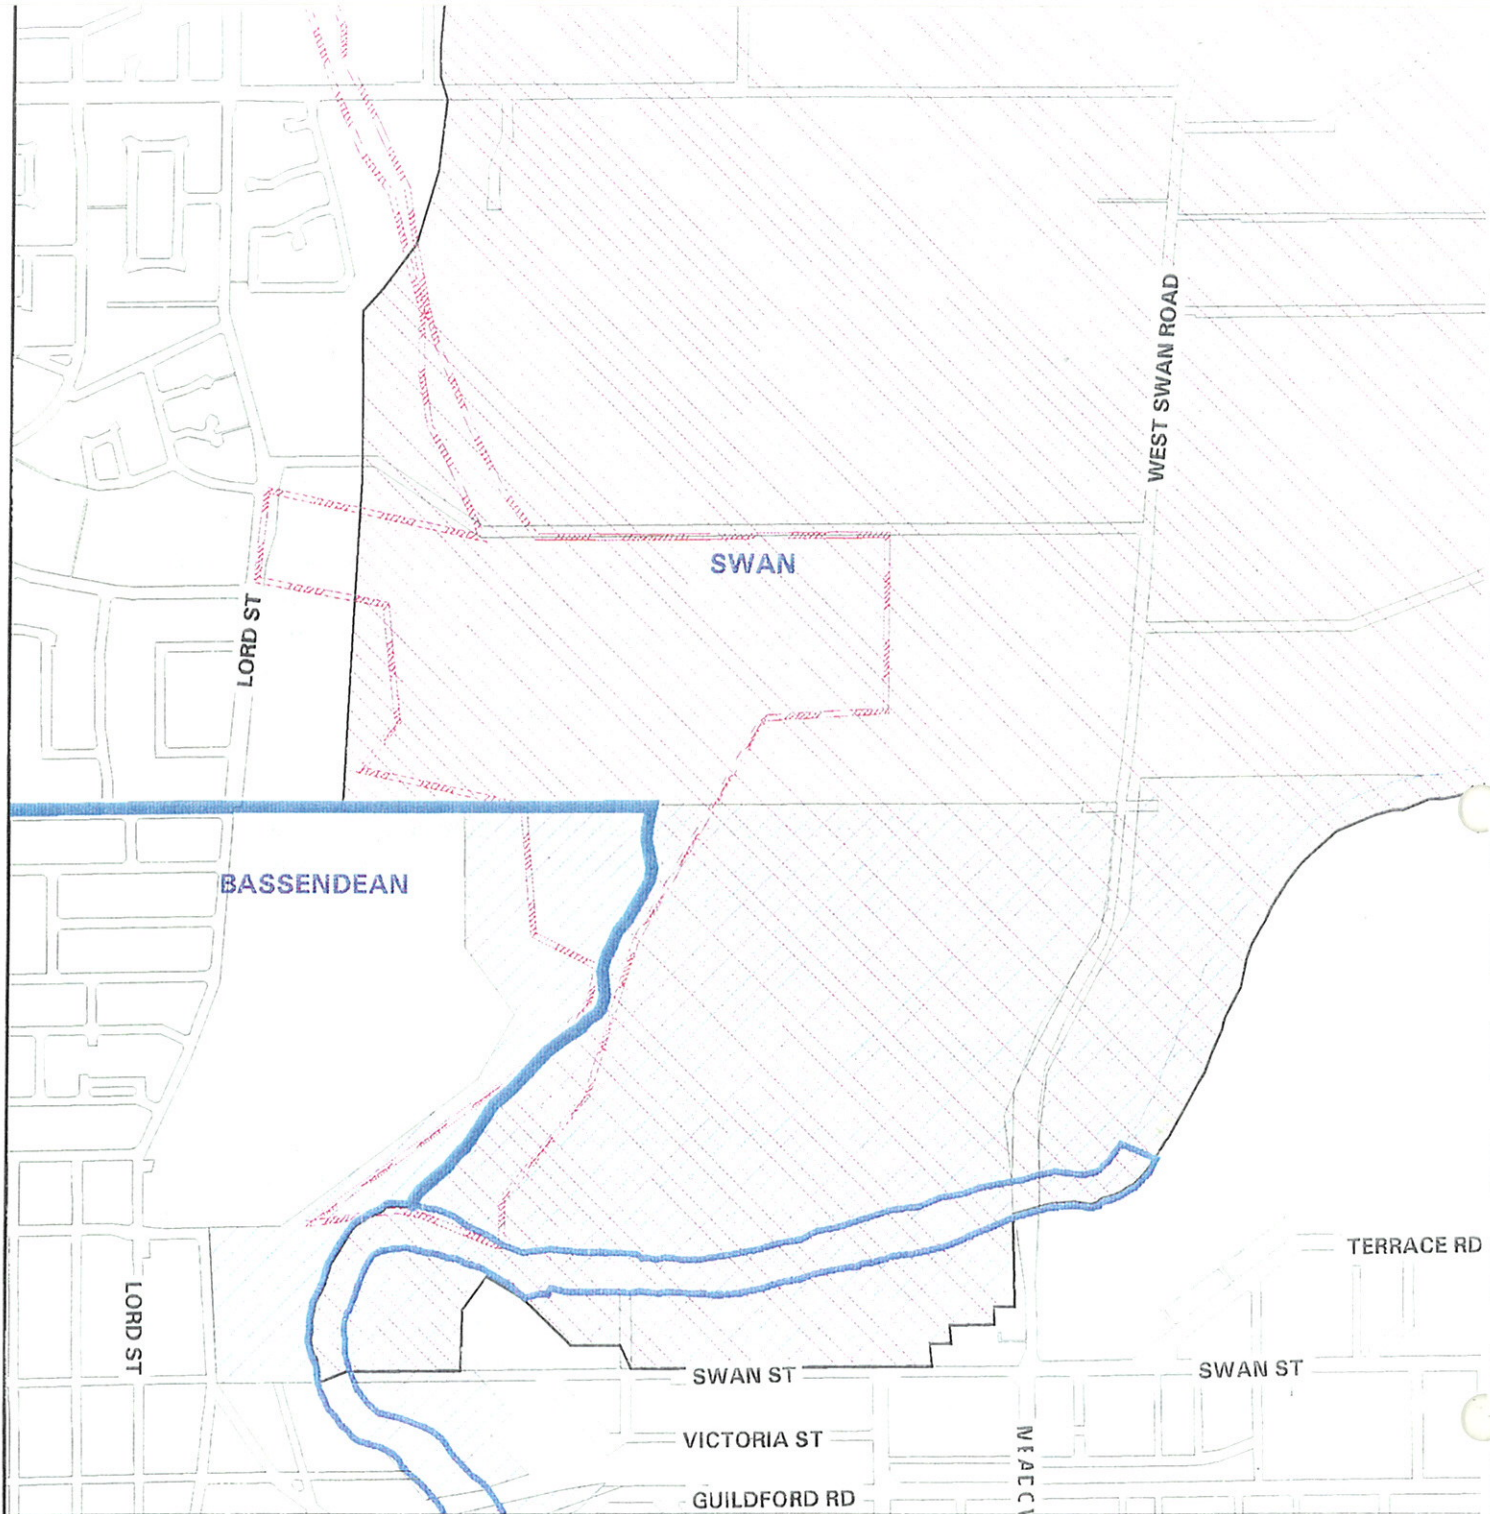 WEST SWAN ROAD
SWAN
LORD ST
BASSENDEAN
TERRACE RD
LORD ST
SWAN ST
SWAN ST
VICTORIA ST
GUILDFORD RD